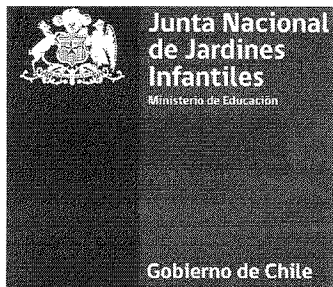 Junta Nacional
de Jardines
Infantiles
Ministerio de Educación
Gobierno de Chile